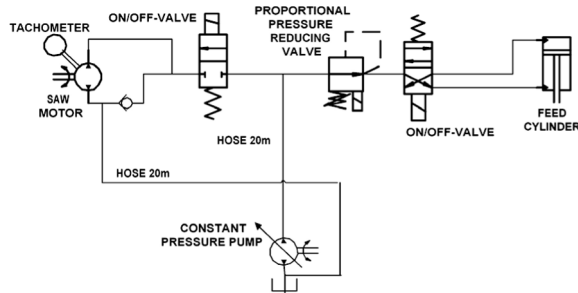 TACHOMETER
ON/OFF-VALVE
PROPORTIONAL
PRESSURE
REDUCING
VALVE
SAW
MOTOR
ON/OFF-VALVE
FEED
CYLINDER
HOSE 20m
HOSE 20m
CONSTANT
PRESSURE PUMP